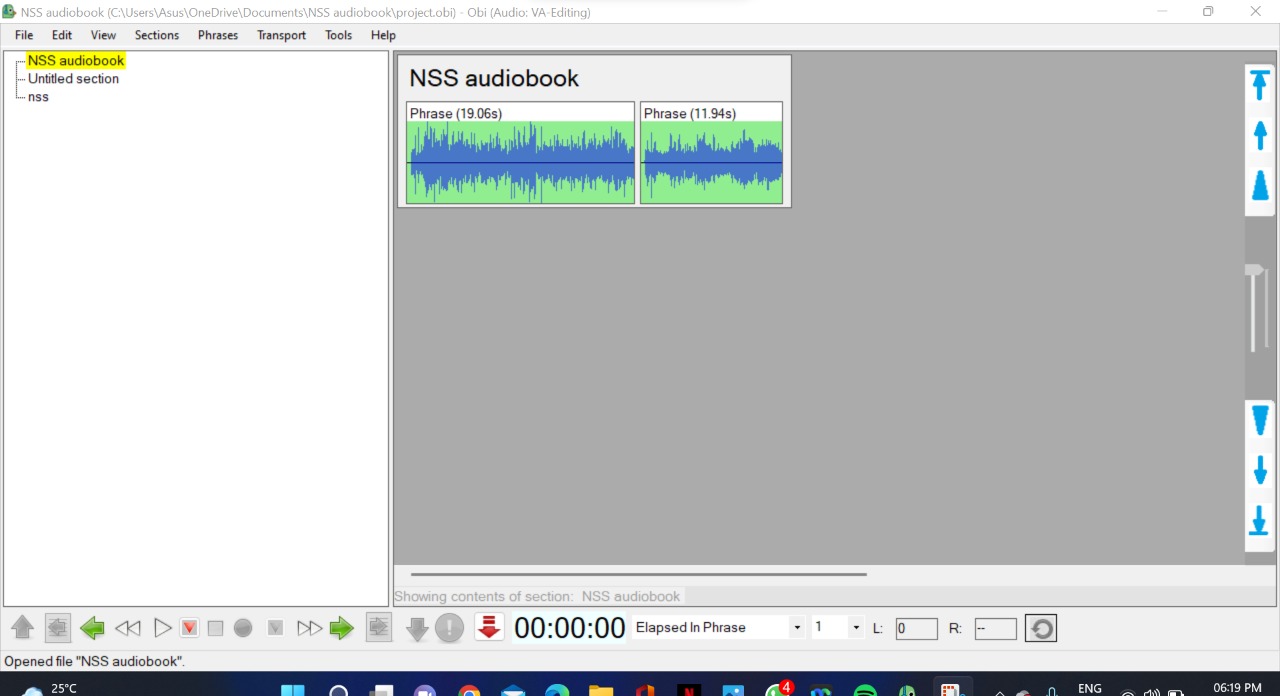 NSS audiobook (C:\Users\Asus\OneDrive\Documents\NSS audiobook\project.obi) - Obi (Audio: VA-Editing)
File Edit View Sections Phrases Transport Tools Help
NSS audiobook
Untitled section
nss
NSS audiobook
Phrase (19.06s) Phrase (11.94s)
Showing contents of section: NSS audiobook
00:00:00 Elapsed In Phrase 1 L: 0 R: --
Opened file "NSS audiobook".
25°C 4 ENG 06:19 PM